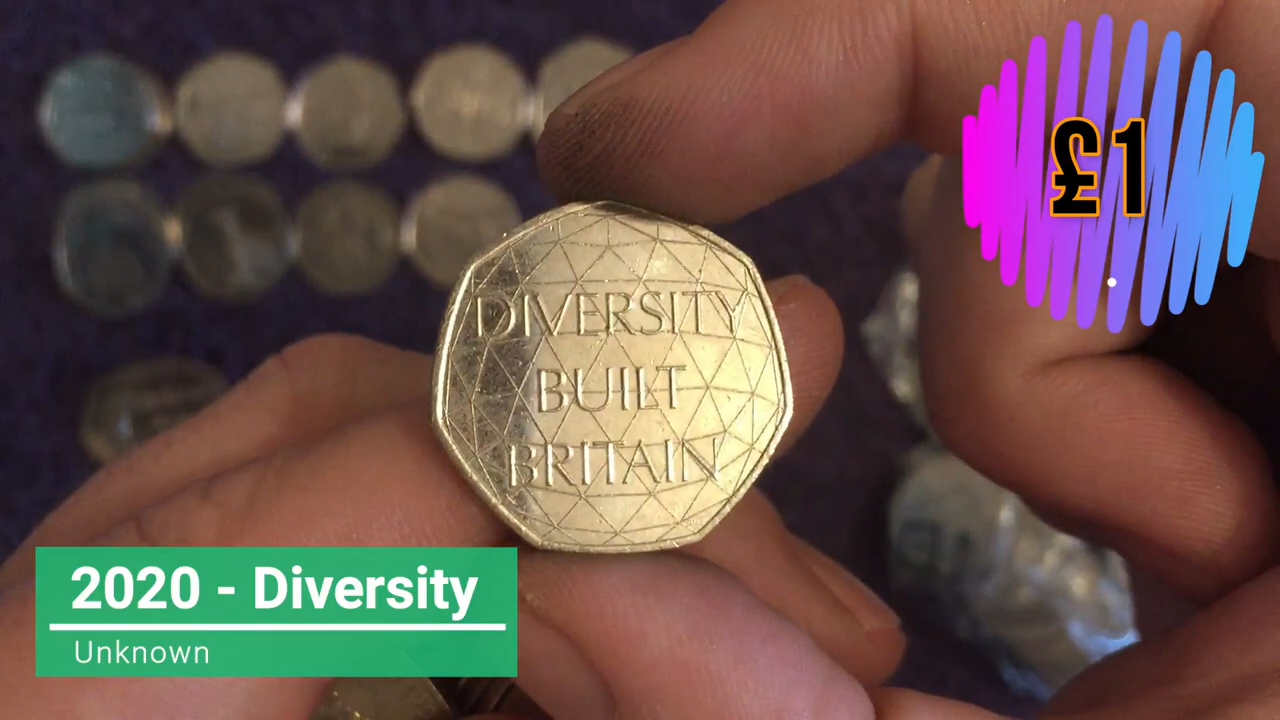 £1
DIVERSITY
BUILT
BRITAIN
2020 - Diversity
Unknown